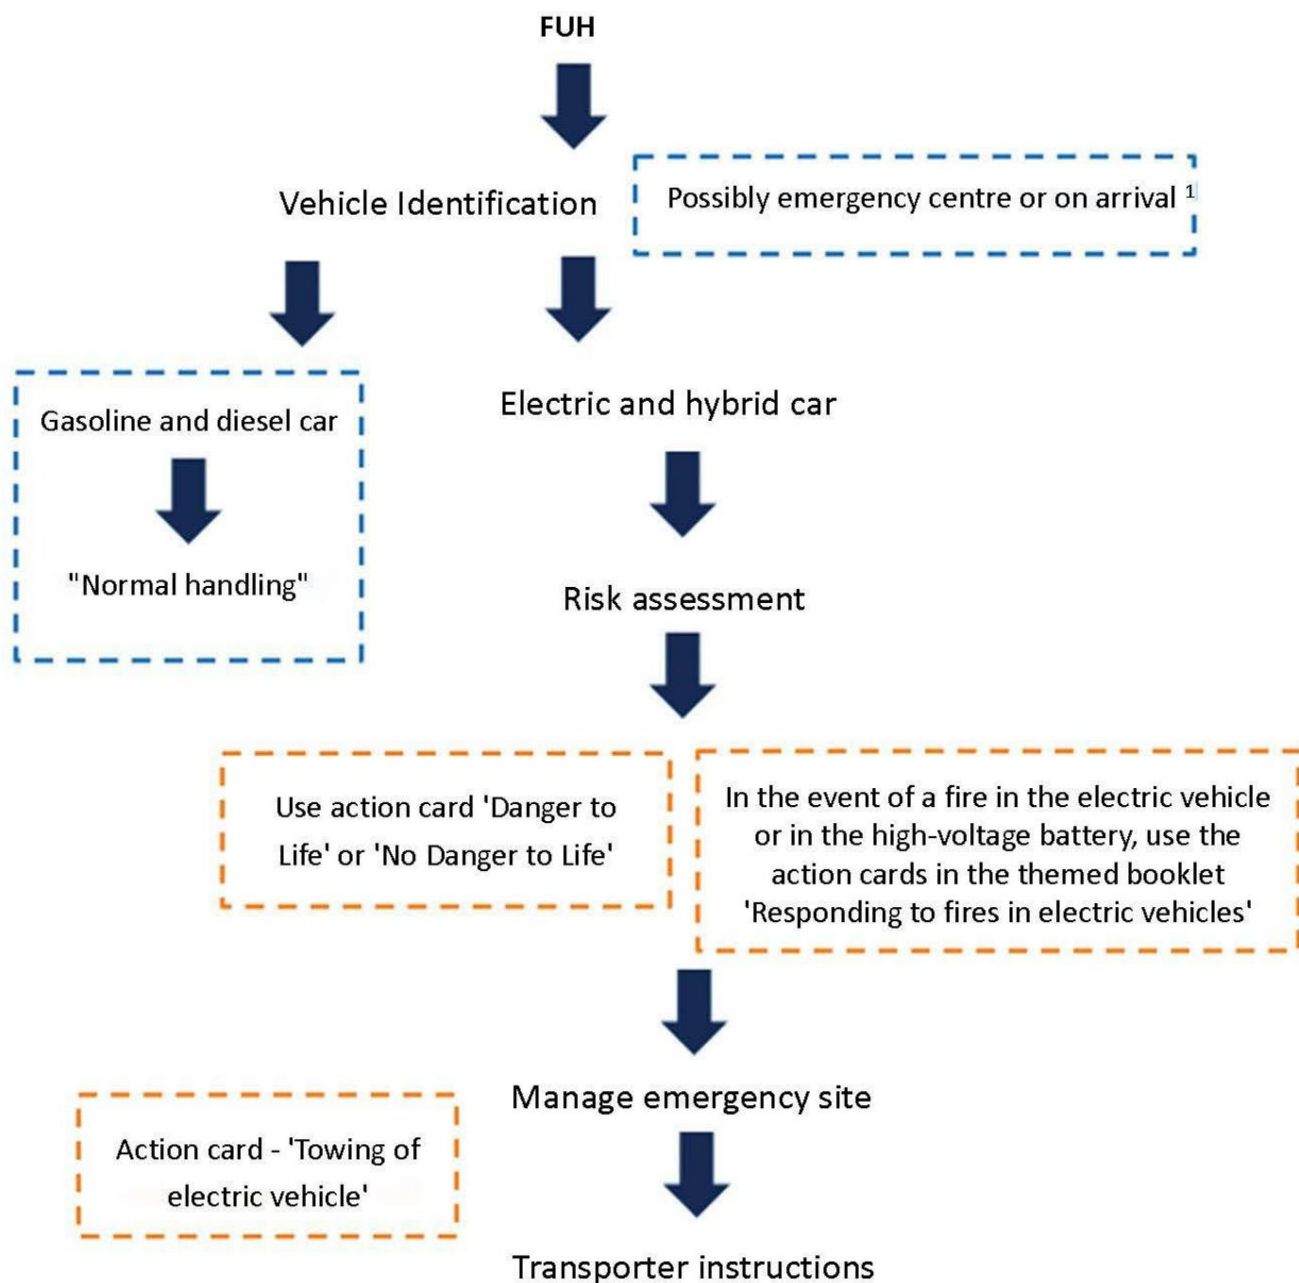 FUH
Vehicle Identification
Possibly emergency centre or on arrival 1
Gasoline and diesel car
"Normal handling"
Electric and hybrid car
Risk assessment
Use action card 'Danger to
Life' or 'No Danger to Life'
In the event of a fire in the electric vehicle
or in the high-voltage battery, use the
action cards in the themed booklet
'Responding to fires in electric vehicles'
Manage emergency site
Action card - 'Towing of
electric vehicle'
Transporter instructions